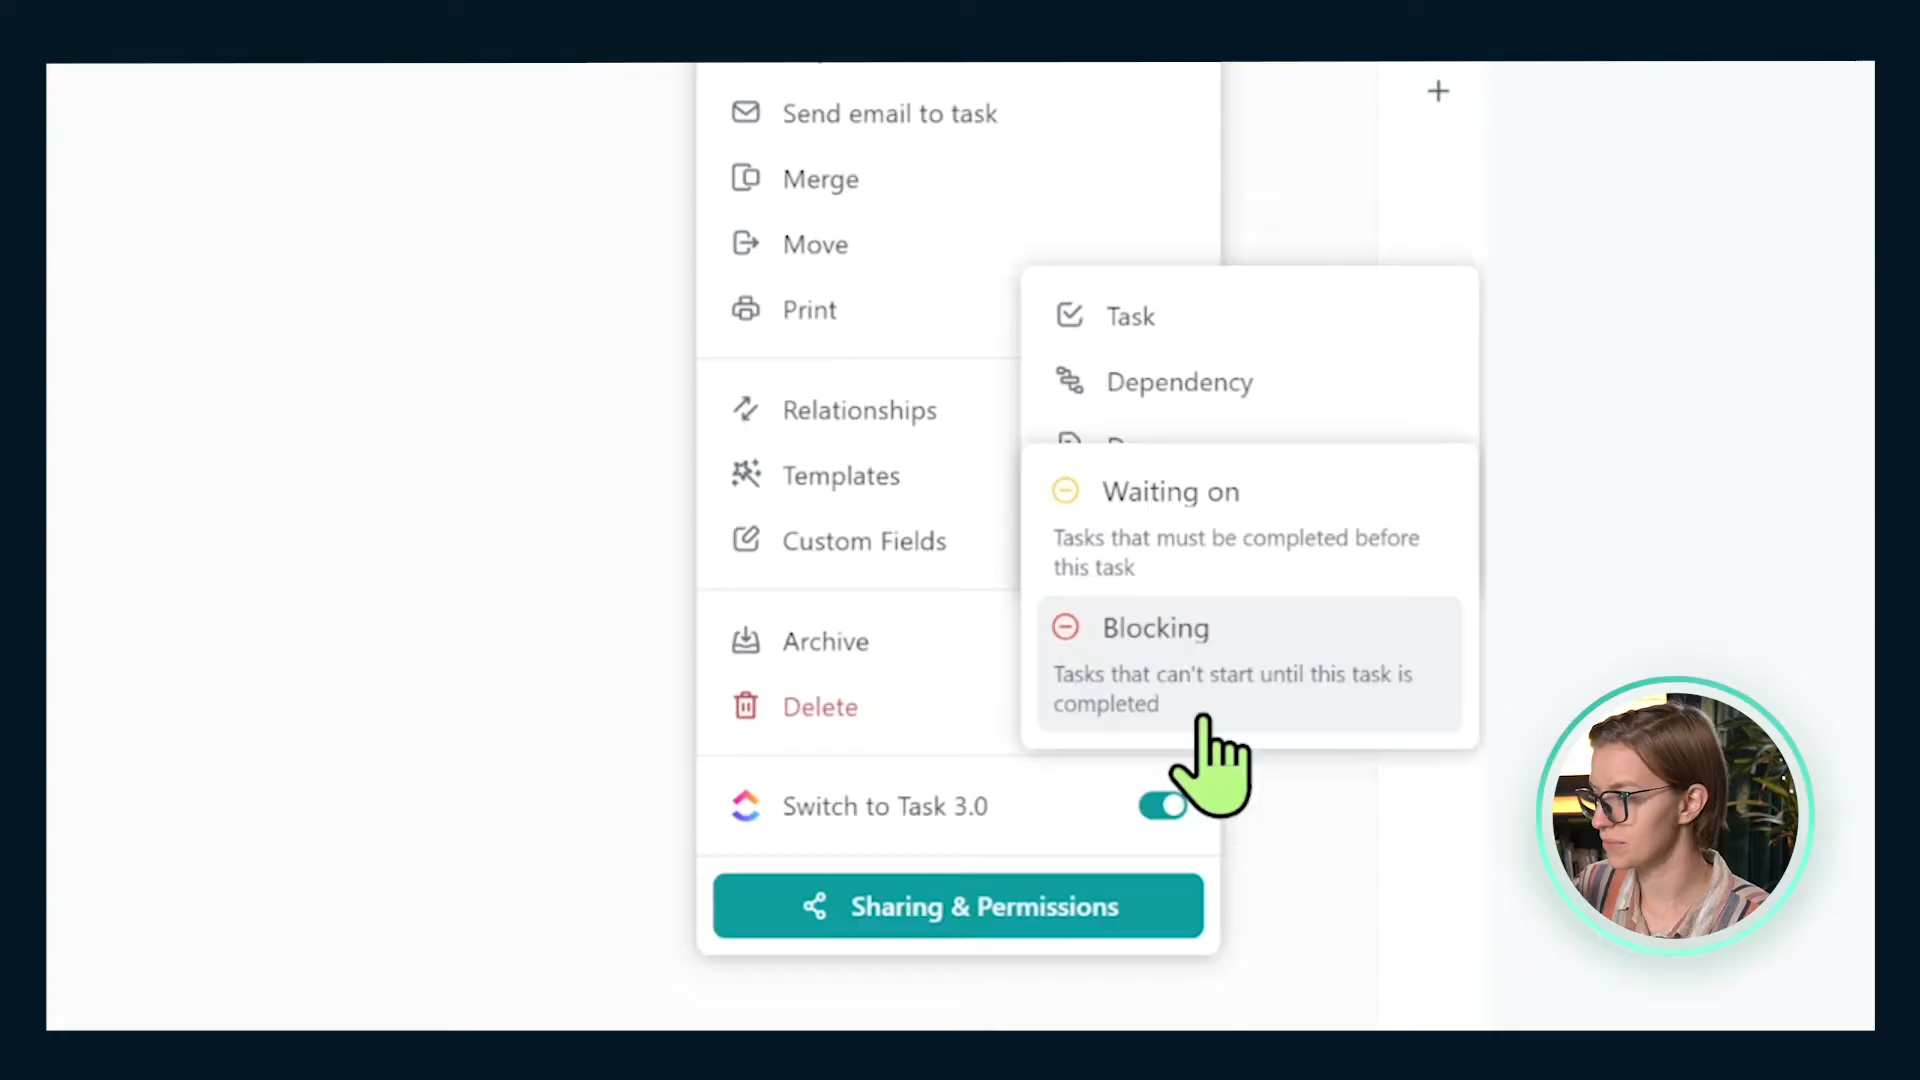 Send email to task
Merge
Move
Print
Relationships
Templates
Custom Fields
Archive
Delete
Switch to Task 3.0
Sharing & Permissions
Task
Dependency
Waiting on
Tasks that must be completed before
this task
Blocking
Tasks that can't start until this task is
completed